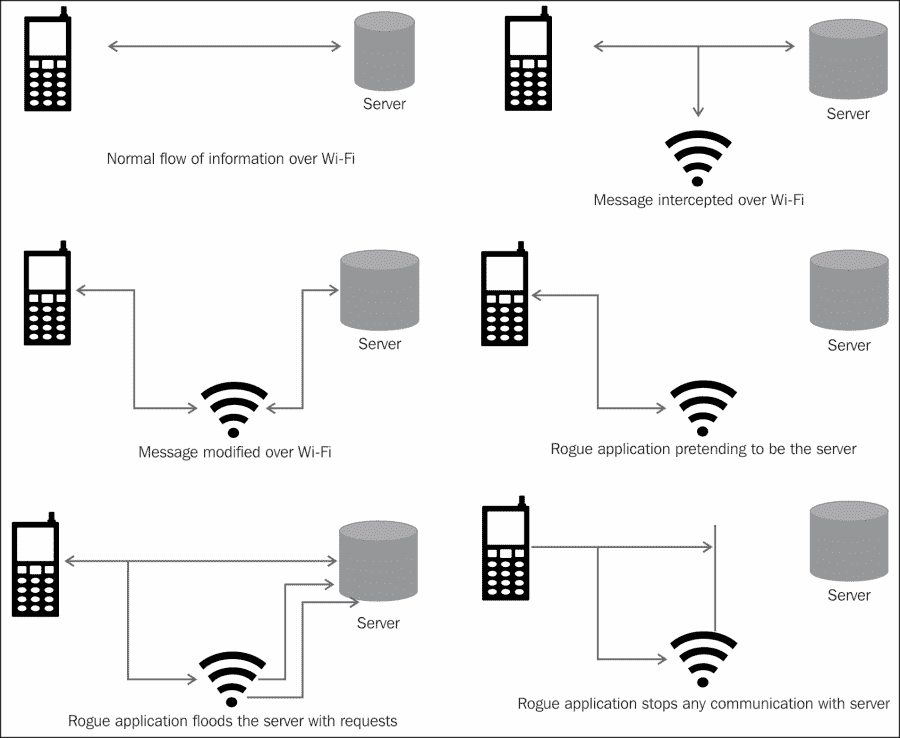 Server
Server
Normal flow of information over Wi-Fi
Message intercepted over Wi-Fi
Server
Server
Message modified over Wi-Fi
Rogue application pretending to be the server
Server
Server
Rogue application floods the server with requests
Rogue application stops any communication with server